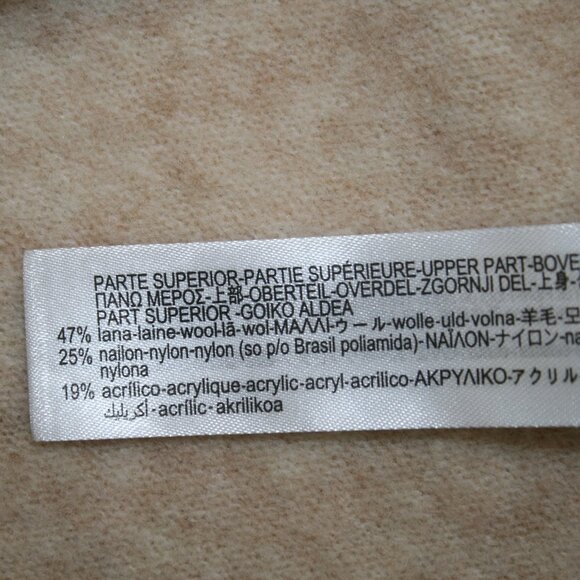 PARTE SUPERIOR-PARTIE SUPÉRIEURE-UPPER PART-BOVE
ΠΑΝΩ ΜΕΡΟΣ-上部-OBERTEIL-OVERDEL-ZGORNJI DEL-上身-
PART SUPERIOR -GOIKO ALDEA
47% lana-laine-wool-lã-wol-ΜΑΛΛΙ-ウール-wolle-uld-volna-羊毛-모
25% nailon-nylon-nylon (so p/o Brasil poliamida)-ΝΑΪΛΟΝ-ナイロン-na
nylona
19% acrílico-acrylique-acrylic-acryl-acrilico-ΑΚΡΥΛΙΚΟ-アクリル
أكريليك-acrílic-akrilikoa